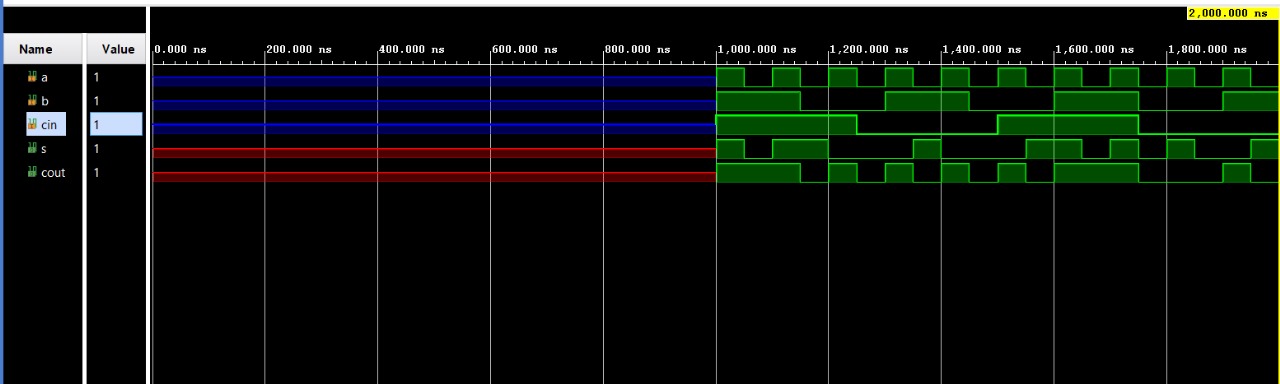 2,000.000 ns
Name Value 0.000 ns 200.000 ns 400.000 ns 600.000 ns 800.000 ns 1,000.000 ns 1,200.000 ns 1,400.000 ns 1,600.000 ns 1,800.000 ns
a 1
b 1
cin 1
s 1
cout 1